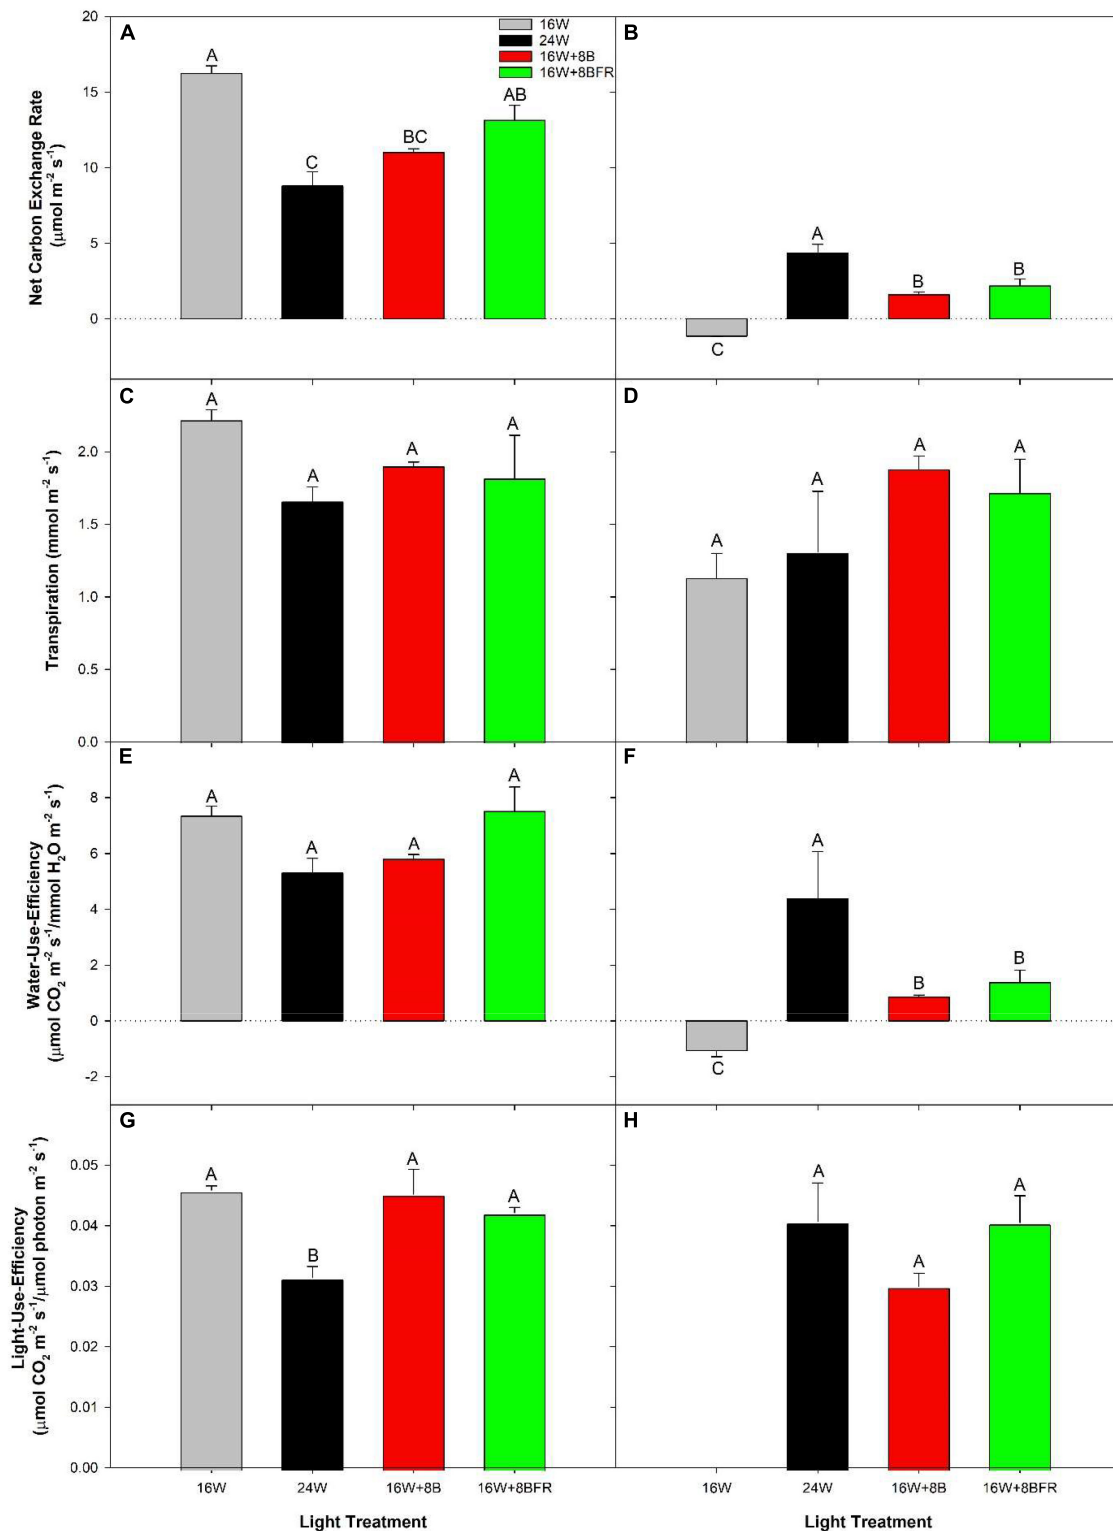 A
B
16W
24W
16W+8B
16W+8BFR
20
15
10
5
0
Net Carbon Exchange Rate
(μmol m⁻² s⁻¹)
A
C
BC
AB
C
A
B
B
C
D
2.0
1.5
1.0
0.5
0.0
Transpiration (mmol m⁻² s⁻¹)
A
A
A
A
A
A
A
A
E
F
8
6
4
2
0
-2
Water-Use-Efficiency
(μmol CO₂ m⁻² s⁻¹/mmol H₂O m⁻² s⁻¹)
A
A
A
A
C
A
B
B
G
H
0.05
0.04
0.03
0.02
0.01
0.00
Light-Use-Efficiency
(μmol CO₂ m⁻² s⁻¹/μmol photon m⁻² s⁻¹)
A
B
A
A
A
A
A
16W 24W 16W+8B 16W+8BFR
16W 24W 16W+8B 16W+8BFR
Light Treatment
Light Treatment